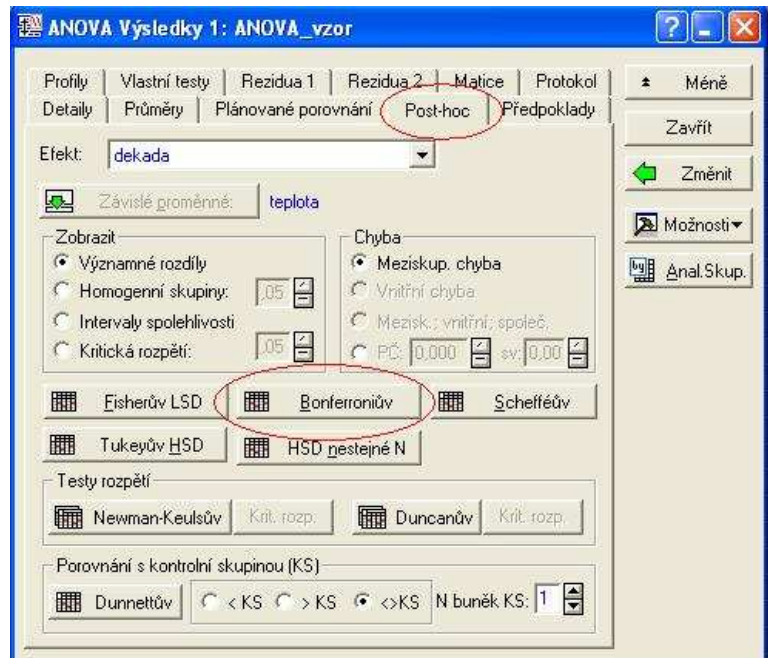 ANOVA Výsledky 1: ANOVA_vzor
Profily Vlastní testy Rezidua 1 Rezidua 2 Matice Protokol
Detaily Průměry Plánované porovnání Post-hoc Předpoklady
Efekt: dekada
Závislé proměnné: teplota
Zobrazit
Významné rozdíly
Homogenní skupiny: ,05
Intervaly spolehlivosti
Kritická rozpětí: ,05
Chyba
Meziskup. chyba
Vnitřní chyba
Mezisk.; vnitřní; společ.
PČ: 0,000 sv: 0,00
Fisherův LSD Bonferroniův Schefféův
Tukeyův HSD HSD nestejné N
Testy rozpětí
Newman-Keulsův Krit. rozp. Duncanův Krit. rozp.
Porovnání s kontrolní skupinou (KS)
Dunnettův < KS > KS <>KS N buněk KS: 1
Méně
Zavřít
Změnit
Možnosti
Anal.Skup.